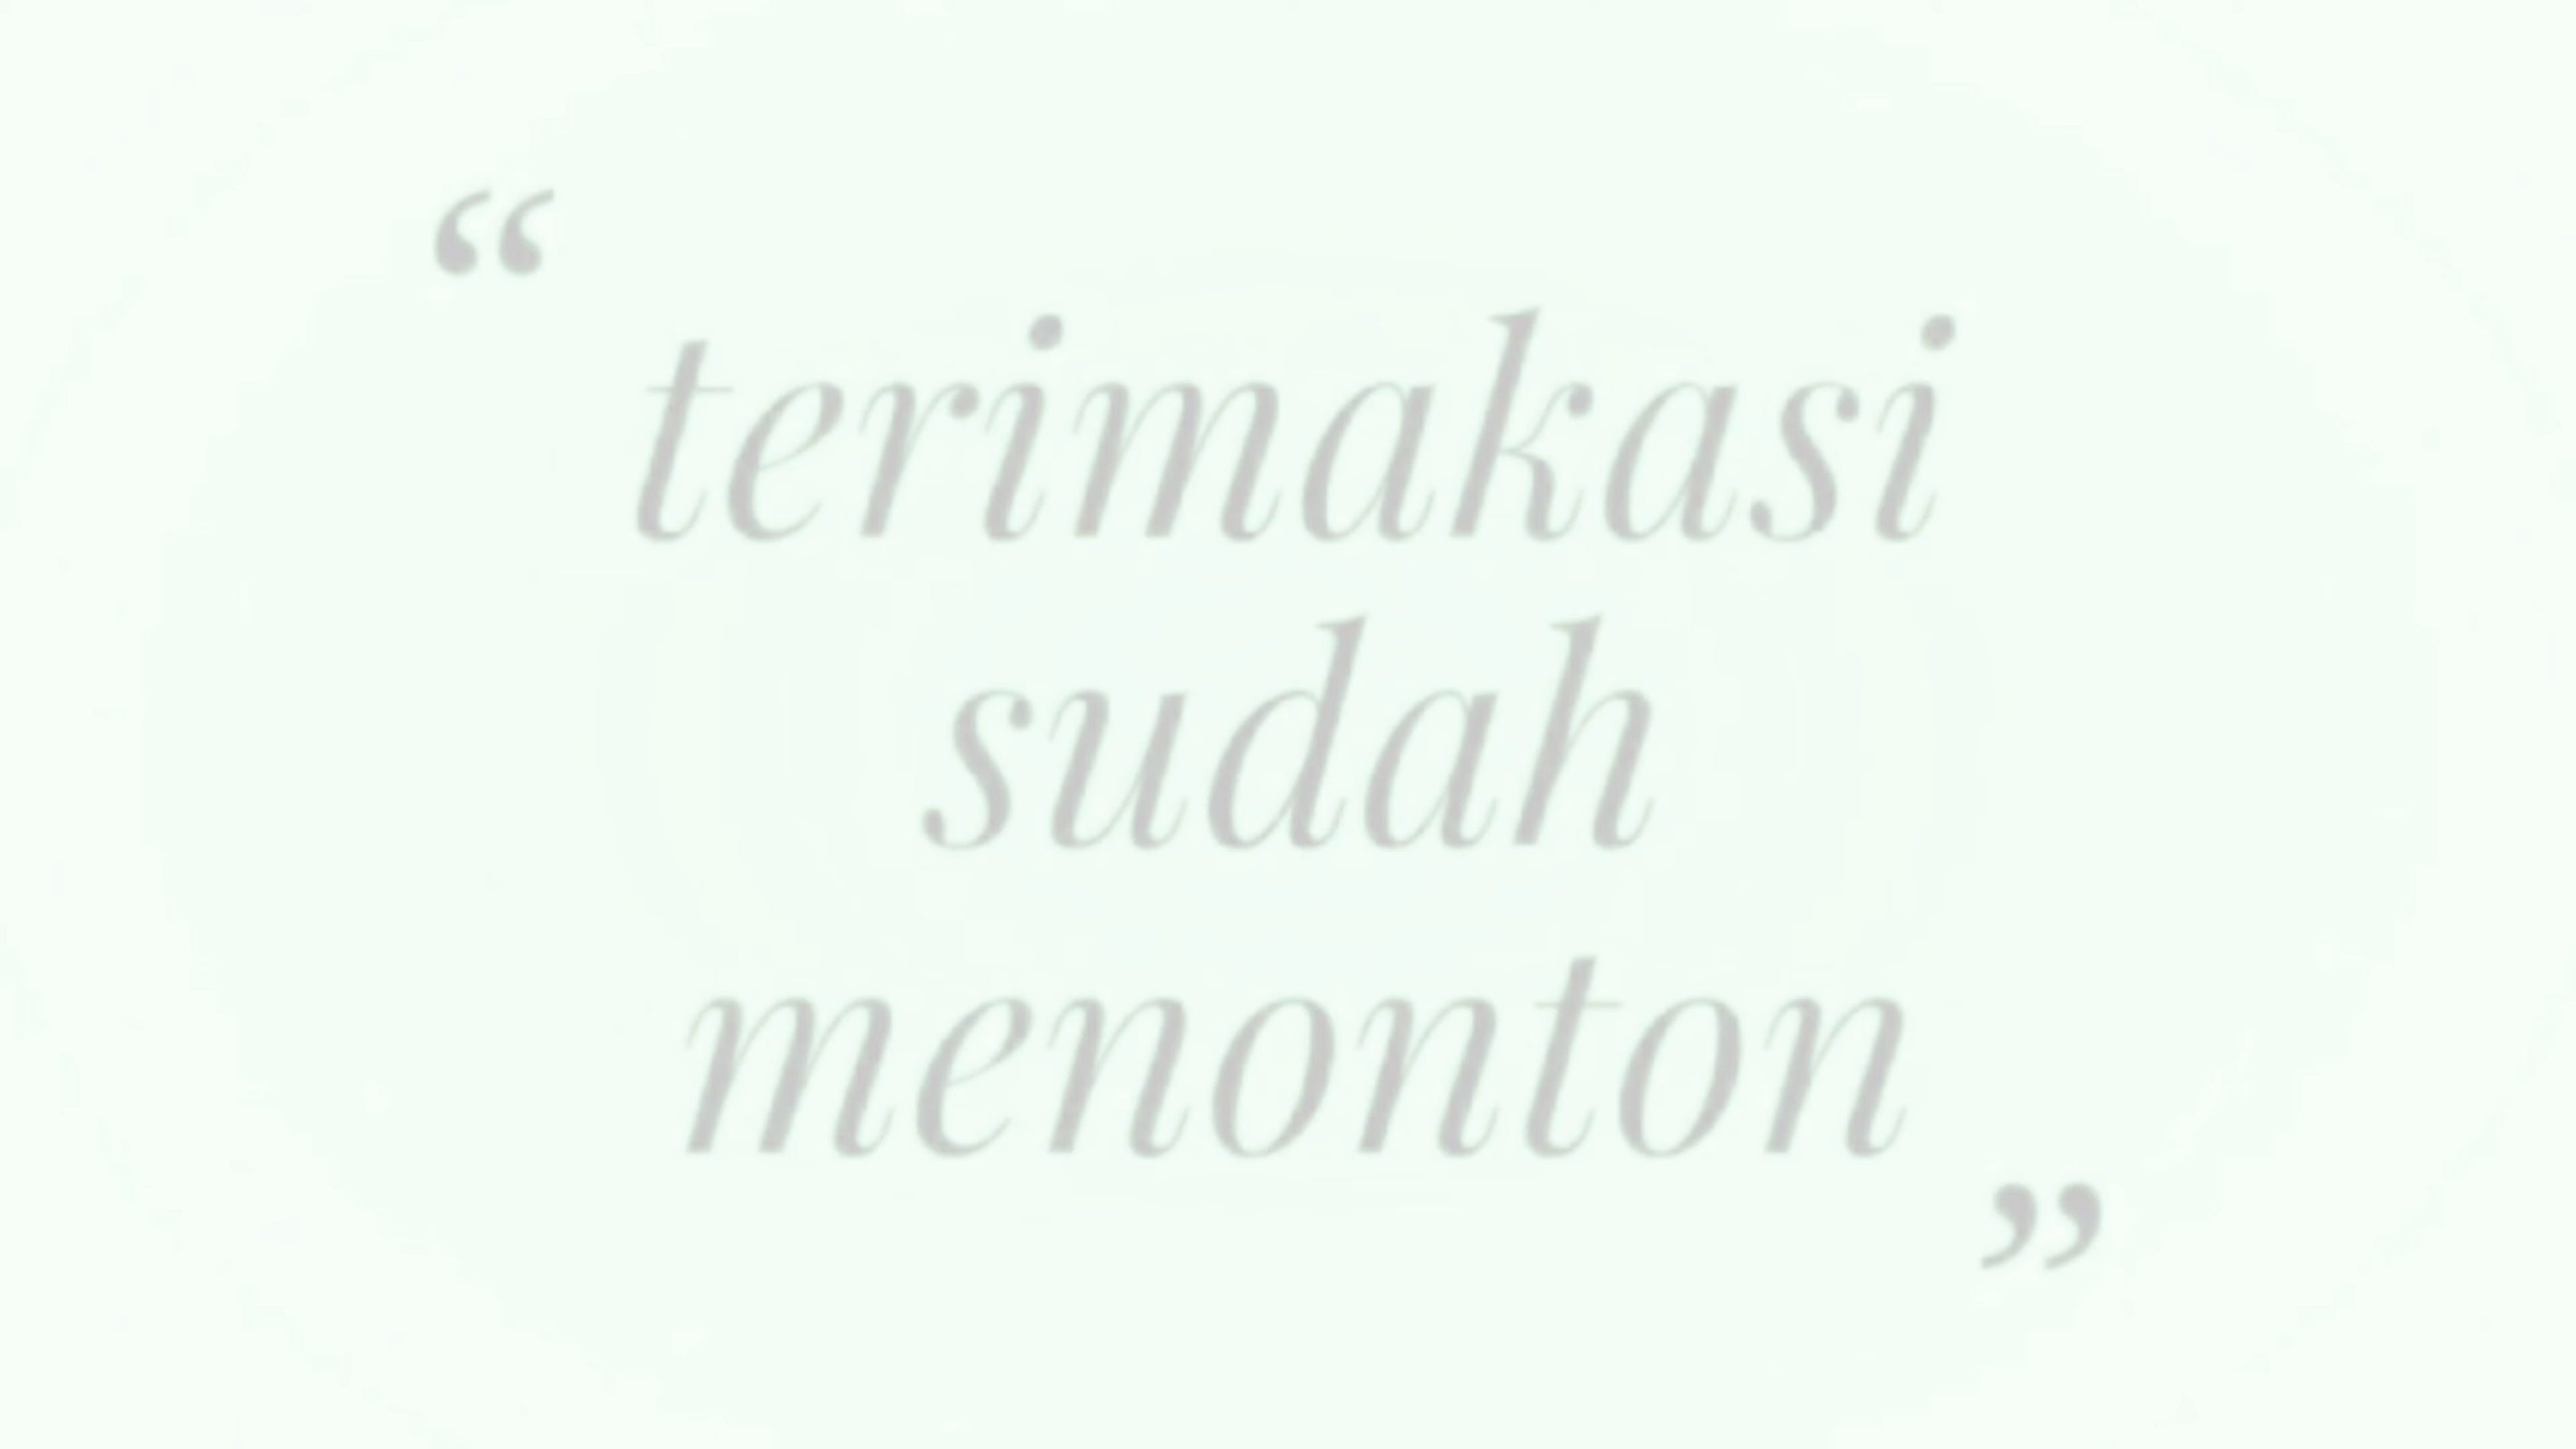 “
terimakasi
sudah
menonton
”